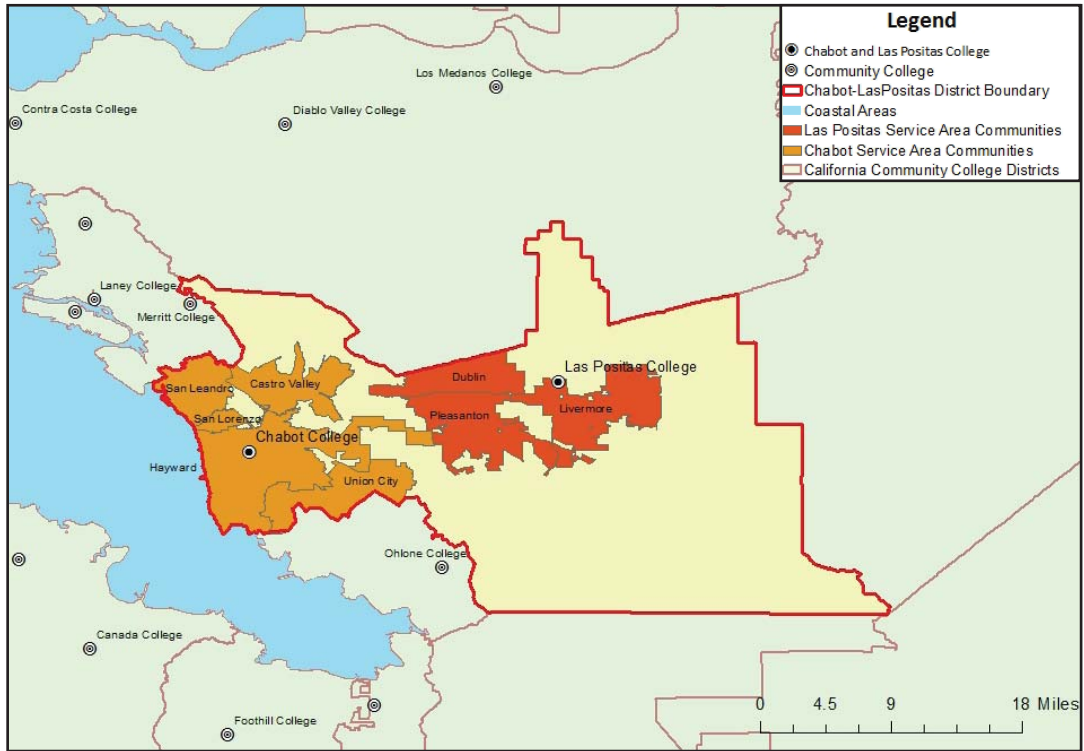 Legend
Chabot and Las Positas College
Community College
Chabot-LasPositas District Boundary
Coastal Areas
Las Positas Service Area Communities
Chabot Service Area Communities
California Community College Districts
Los Medanos College
Contra Costa College
Diablo Valley College
Laney College
Merritt College
Las Positas College
Dublin
San Leandro
Castro Valley
Livermore
Pleasanton
San Lorenzo
Chabot College
Hayward
Union City
Ohlone College
Canada College
Foothill College
0 4.5 9 18 Miles